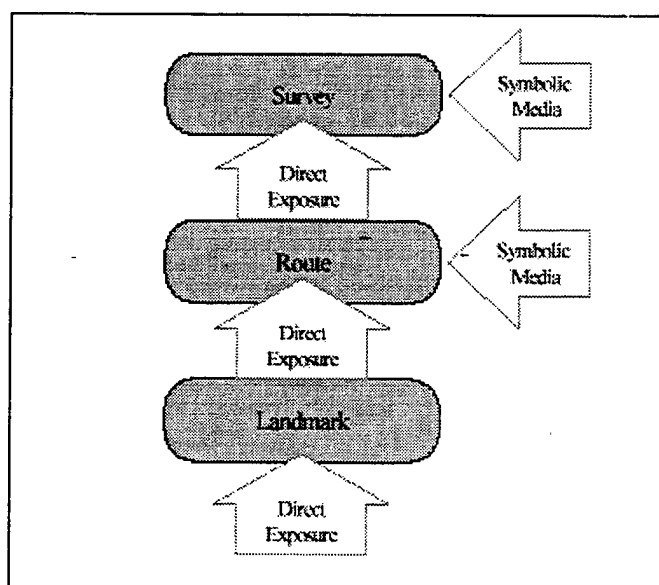 Survey
Symbolic
Media
Direct
Exposure
Route
Symbolic
Media
Direct
Exposure
Landmark
Direct
Exposure